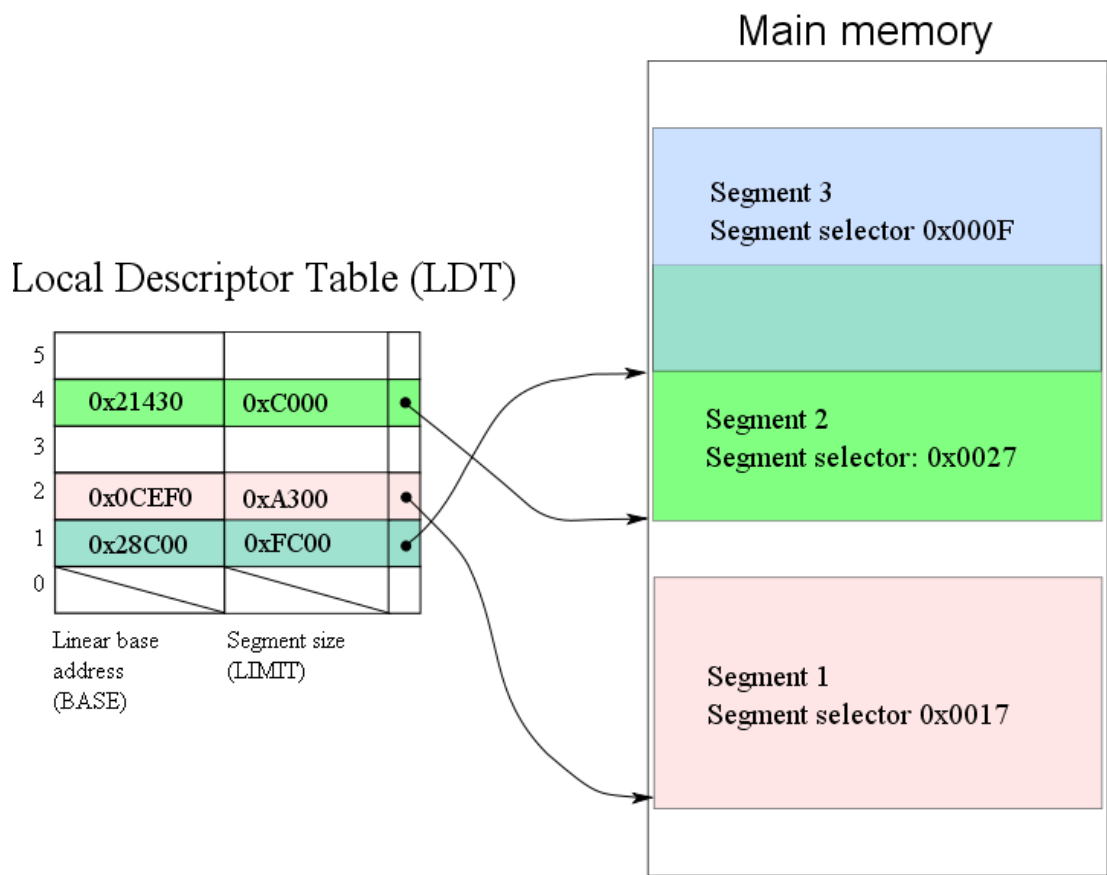 Main memory
Segment 3
Segment selector 0x000F
Local Descriptor Table (LDT)
5
4 0x21430 0xC000
3
2 0x0CEF0 0xA300
1 0x28C00 0xFC00
0
Linear base
address
(BASE)
Segment size
(LIMIT)
Segment 2
Segment selector: 0x0027
Segment 1
Segment selector 0x0017